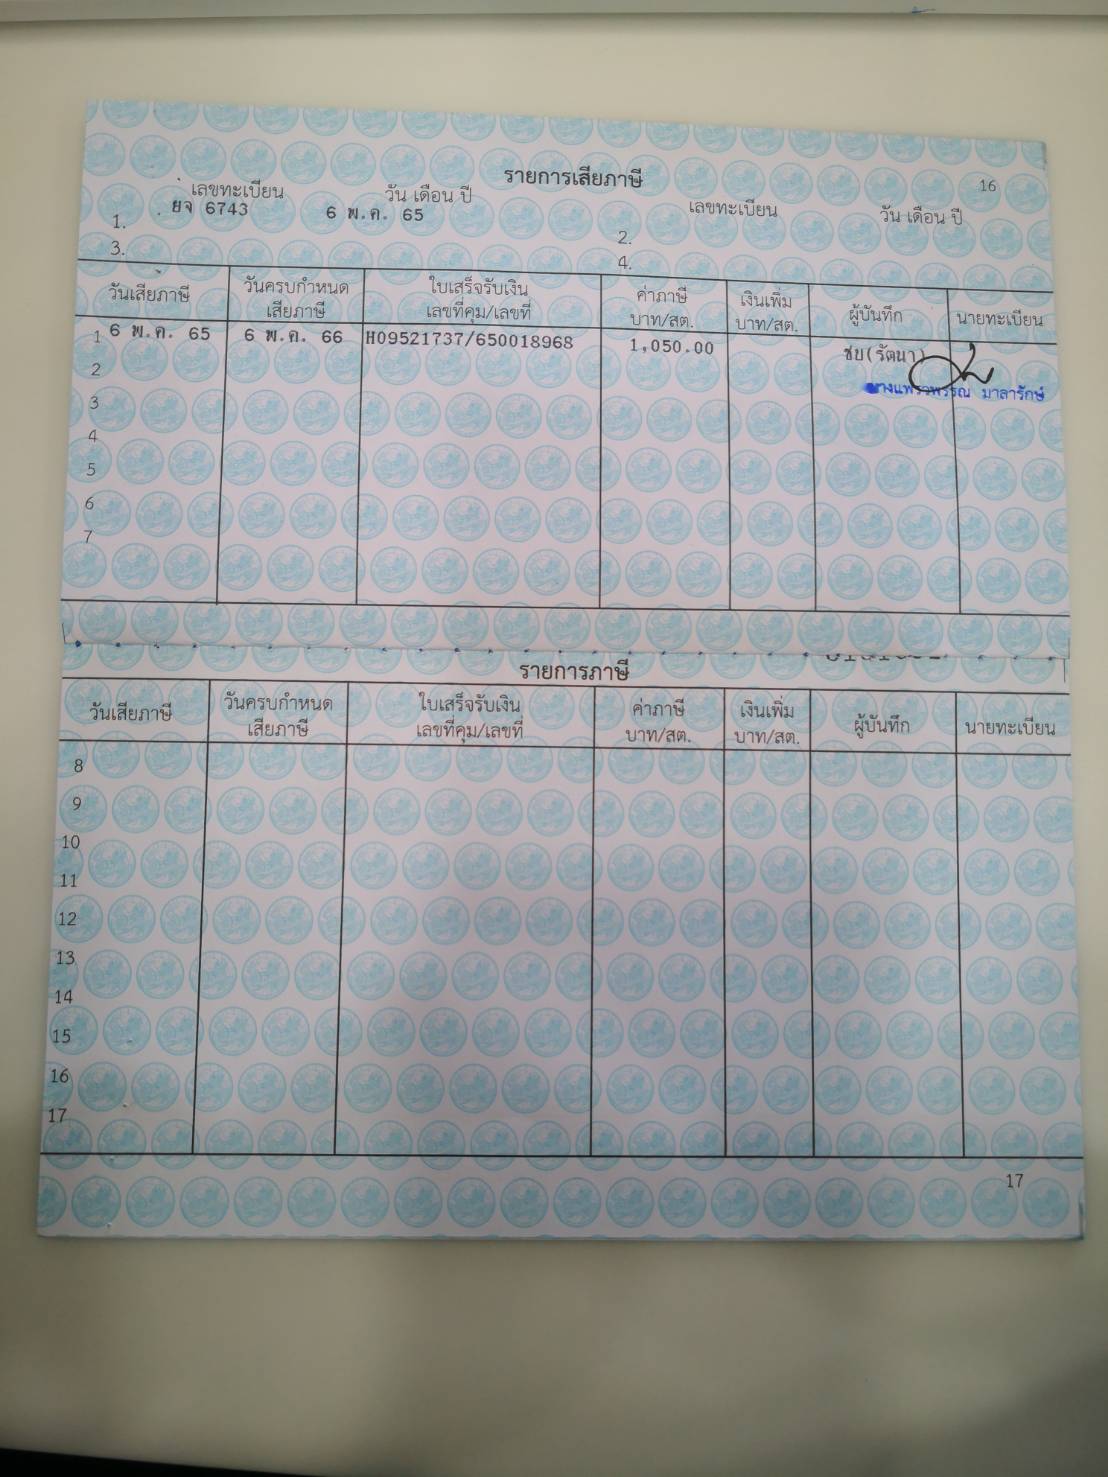 รายการเสียภาษี
16
เลขทะเบียน วัน เดือน ปี เลขทะเบียน วัน เดือน ปี
1. ยจ 6743 6 พ.ค. 65 2.
3. 4.
วันเสียภาษี วันครบกำหนด เสียภาษี ใบเสร็จรับเงิน เลขที่คุม/เลขที่ ค่าภาษี บาท/สต. เงินเพิ่ม บาท/สต. ผู้บันทึก นายทะเบียน
1 6 พ.ค. 65 6 พ.ค. 66 H09521737/650018968 1,050.00 ชบ(รัตนา)
2 มาลารักษ์
3
4
5
6
7
รายการภาษี
วันเสียภาษี วันครบกำหนด เสียภาษี ใบเสร็จรับเงิน เลขที่คุม/เลขที่ ค่าภาษี บาท/สต. เงินเพิ่ม บาท/สต. ผู้บันทึก นายทะเบียน
8
9
10
11
12
13
14
15
16
17
17